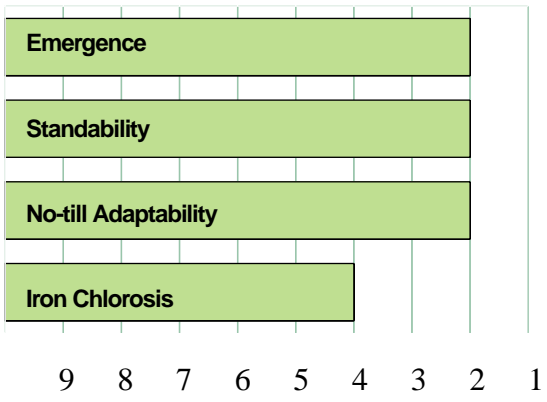 Emergence
Standability
No-till Adaptability
Iron Chlorosis
9 8 7 6 5 4 3 2 1